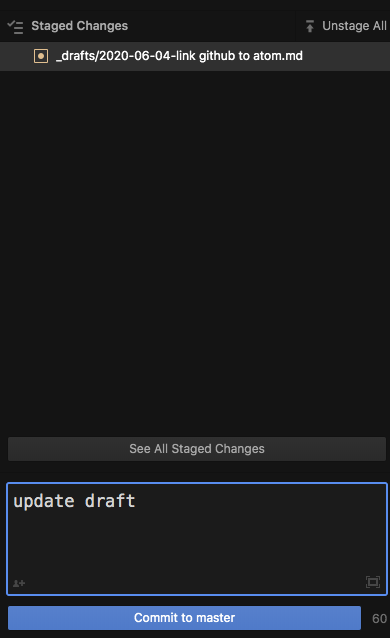 Staged Changes
Unstage All
_drafts/2020-06-04-link github to atom.md
See All Staged Changes
update draft
Commit to master
60